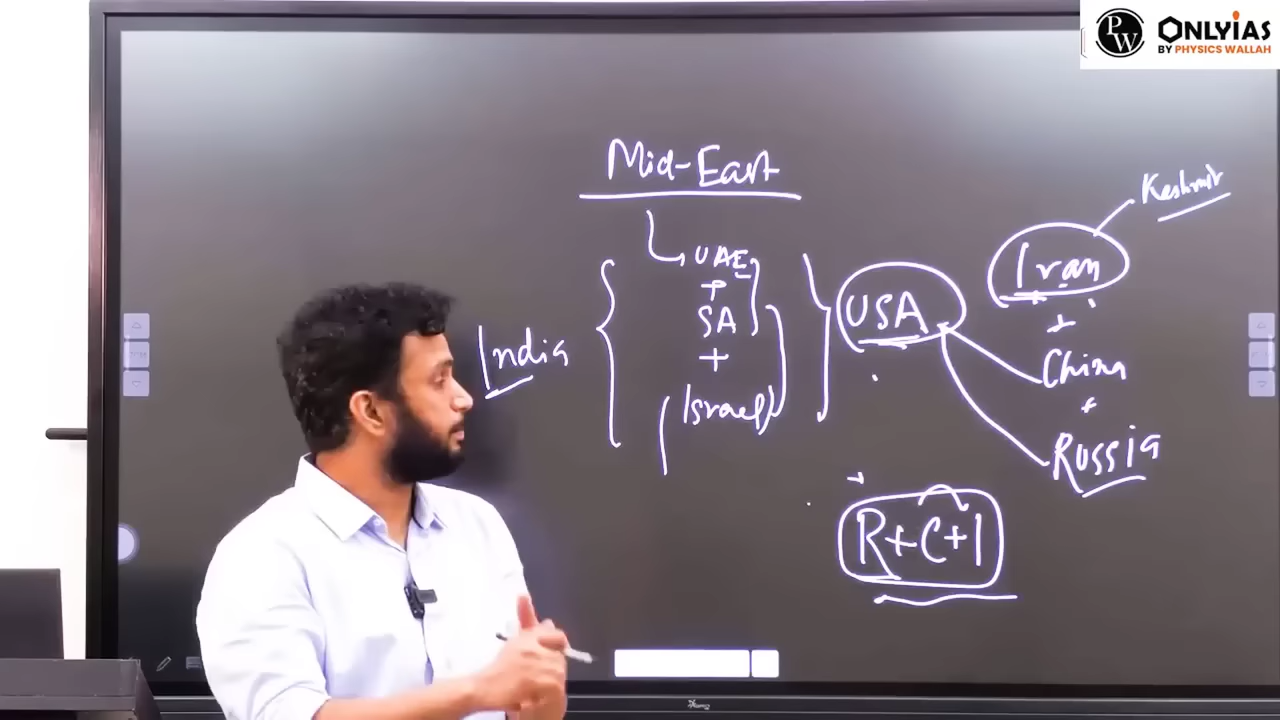 PW ONLYIAS
BY PHYSICS WALLAH
Mid-East
Kashmir
UAE
+
SA
+
Israel
India
USA
Iran
+
China
+
Russia
R+C+I